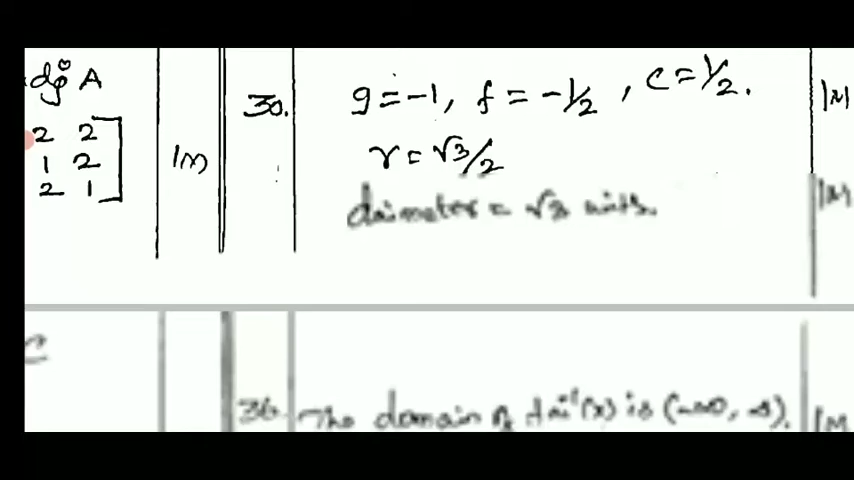 adj A
2 2
1 2
2 1
1M
30. g = -1, f = -1/2, c = 1/2. 1M
r = √3/2
daimeter = √3 units. 1M
36. The domain of tan⁻¹(x) is (-∞, ∞). 1M